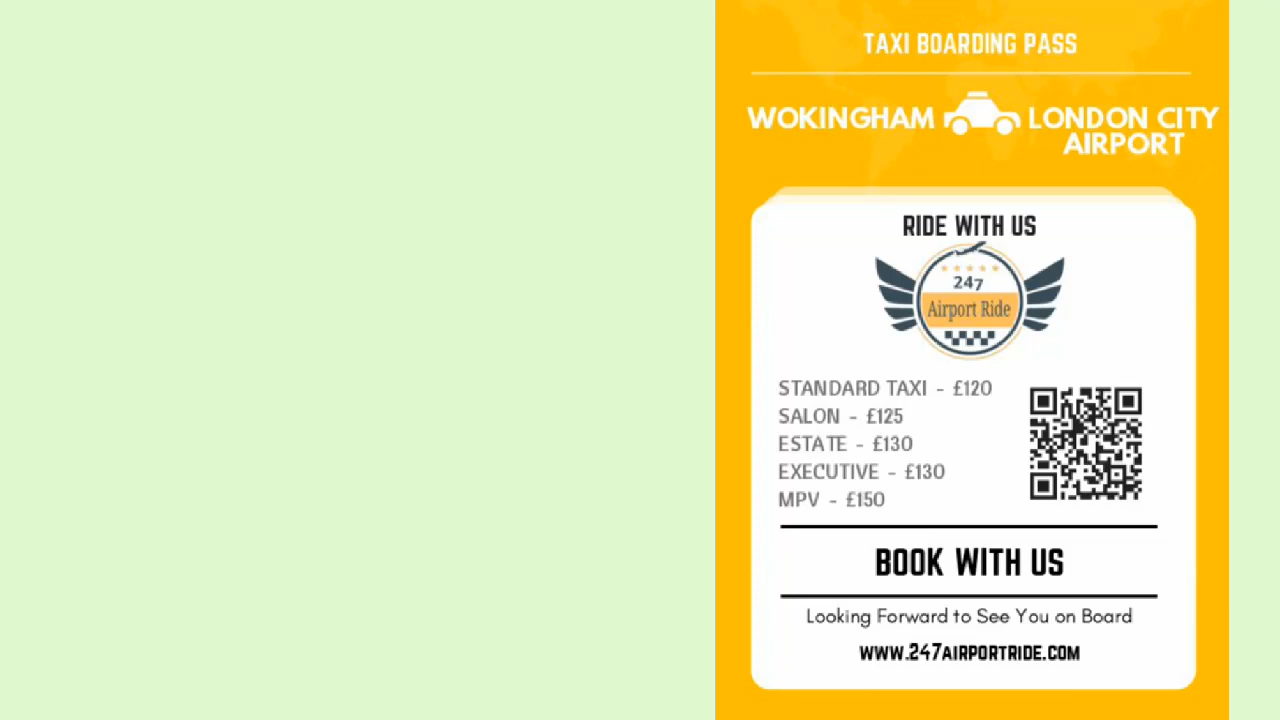 TAXI BOARDING PASS
WOKINGHAM LONDON CITY
AIRPORT
RIDE WITH US
247
Airport Ride
STANDARD TAXI - £120
SALON - £125
ESTATE - £130
EXECUTIVE - £130
MPV - £150
BOOK WITH US
Looking Forward to See You on Board
WWW.247AIRPORTRIDE.COM